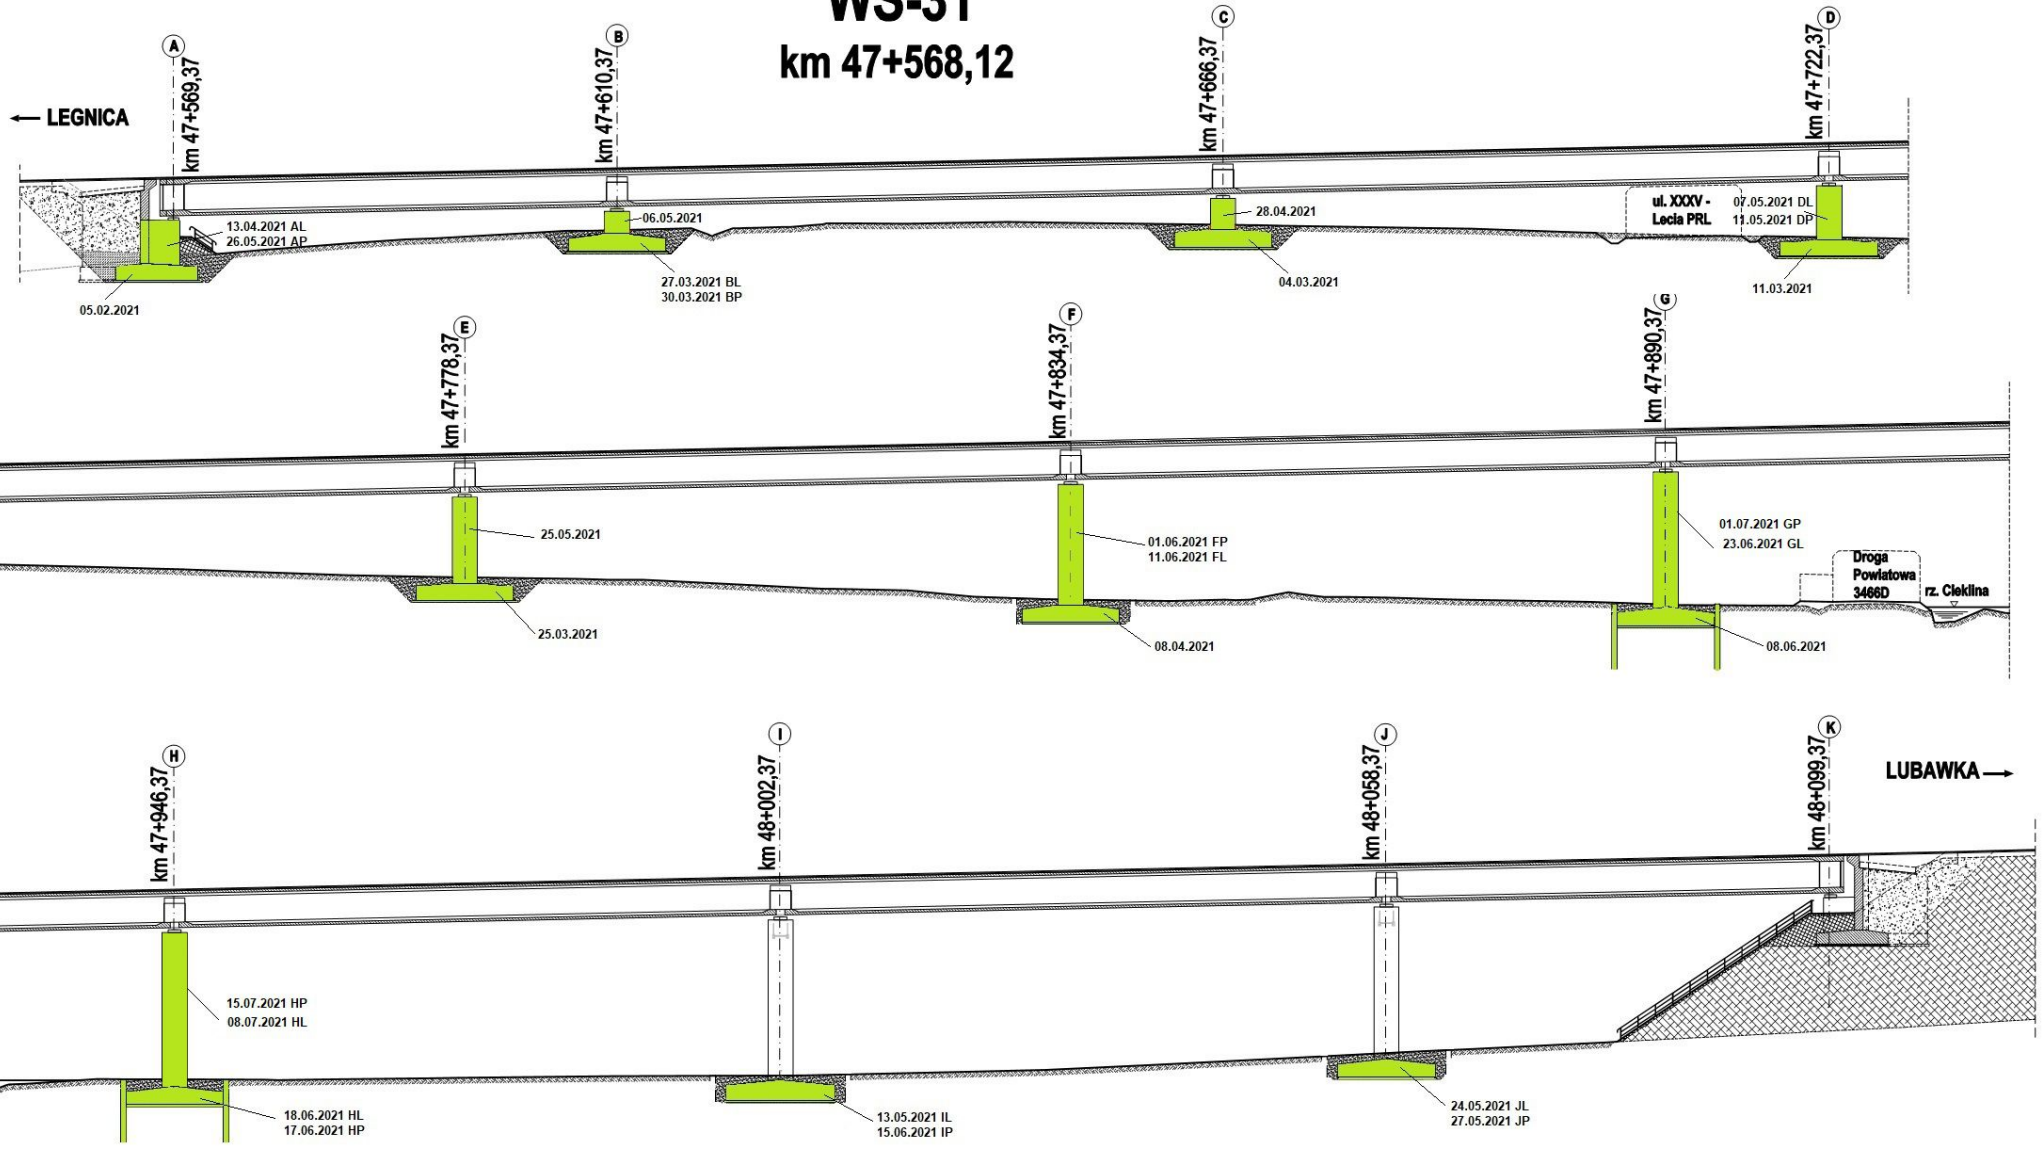 WS-31
km 47+568,12
← LEGNICA
A
km 47+569,37
B
km 47+610,37
C
km 47+666,37
D
km 47+722,37
13.04.2021 AL
26.05.2021 AP
05.02.2021
06.05.2021
27.03.2021 BL
30.03.2021 BP
28.04.2021
04.03.2021
ul. XXXV -
Lecia PRL
07.05.2021 DL
11.05.2021 DP
11.03.2021
E
km 47+778,37
F
km 47+834,37
G
km 47+890,37
25.05.2021
25.03.2021
01.06.2021 FP
11.06.2021 FL
08.04.2021
01.07.2021 GP
23.06.2021 GL
08.06.2021
Droga
Powiatowa
3466D
rz. Cieklina
H
km 47+946,37
I
km 48+002,37
J
km 48+058,37
K
km 48+099,37
LUBAWKA →
15.07.2021 HP
08.07.2021 HL
18.06.2021 HL
17.06.2021 HP
13.05.2021 IL
15.06.2021 IP
24.05.2021 JL
27.05.2021 JP